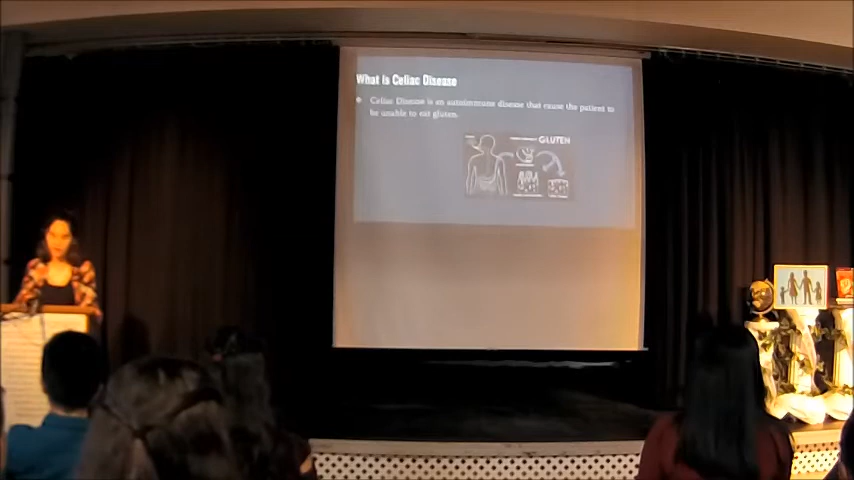 What is Celiac Disease
Celiac Disease is an autoimmune disease that cause the patient to
be unable to eat gluten.
GLUTEN